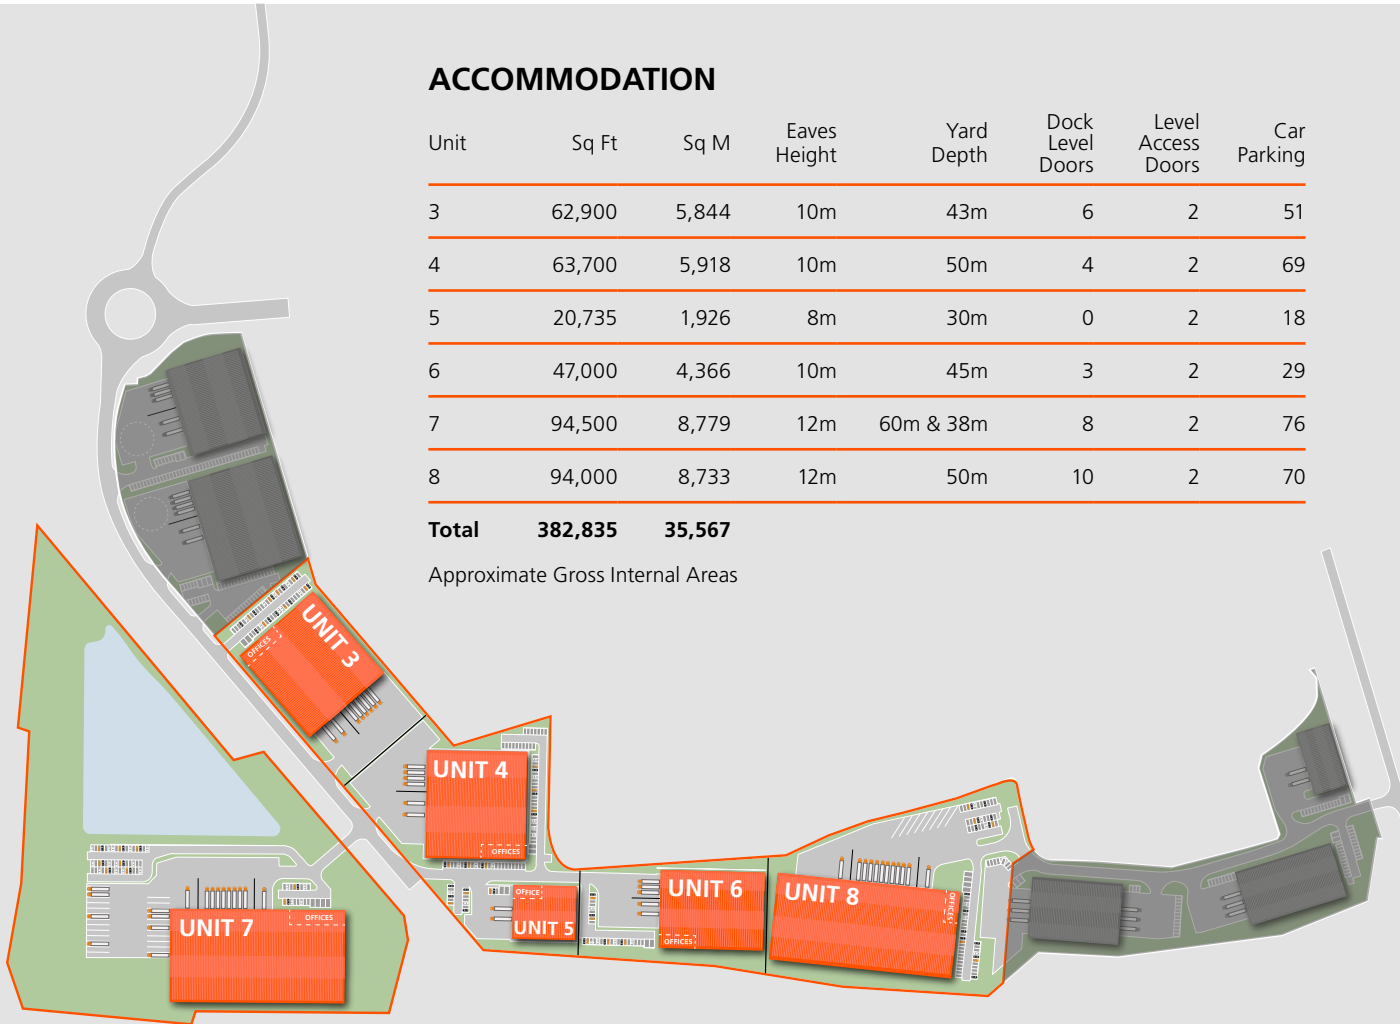 ACCOMMODATION
Unit Sq Ft Sq M Eaves Height Yard Depth Dock Level Doors Level Access Doors Car Parking
3 62,900 5,844 10m 43m 6 2 51
4 63,700 5,918 10m 50m 4 2 69
5 20,735 1,926 8m 30m 0 2 18
6 47,000 4,366 10m 45m 3 2 29
7 94,500 8,779 12m 60m & 38m 8 2 76
8 94,000 8,733 12m 50m 10 2 70
Total 382,835 35,567
Approximate Gross Internal Areas
UNIT 3
OFFICES
UNIT 4
OFFICES
OFFICE
UNIT 5
UNIT 6
OFFICES
UNIT 8
OFFICES
UNIT 7
OFFICES